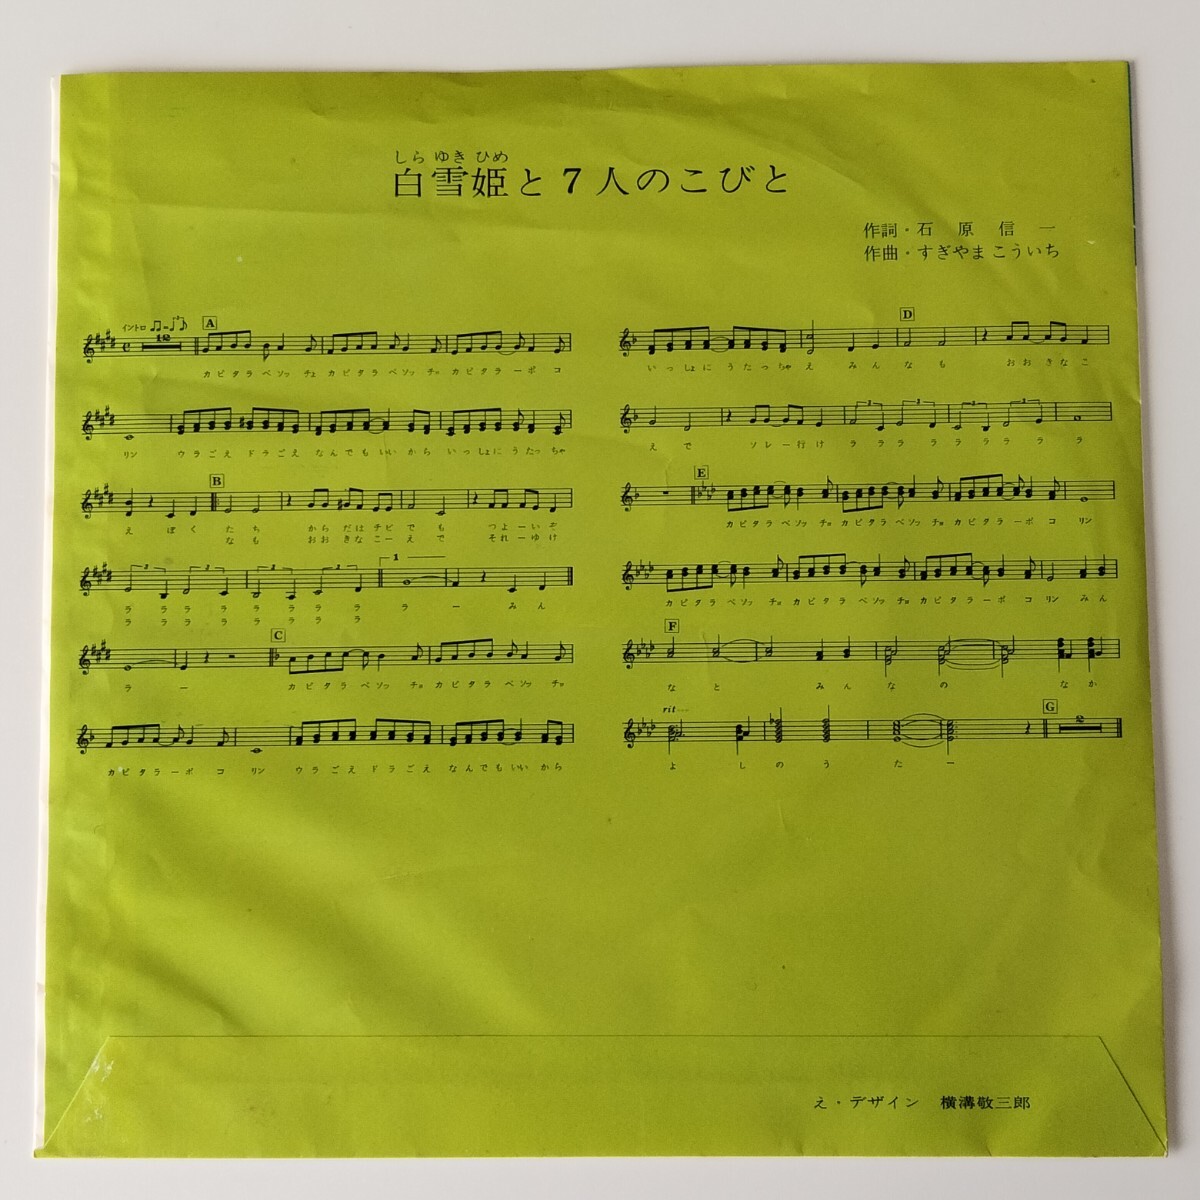 しら ゆき ひめ
白雪姫と7人のこびと
作詞・石原信一
作曲・すぎやまこういち
イントロ
12
A
カピタラ ペソッ チョ カピタラ ペソッ チョ カピタラーポ コ
リン ウラごえ ドラごえ なんでもいいから いっしょに うたっちゃ
B
え ぼく たち からだはチビで も つよーいぞ
なも おおきなこー え で それーゆけ
1
ラララララララ ラー みん
ラララララララ
C
ラー カピタラ ペソッ チョ カピタラ ペソッ チョ
カピタラーポ コ リン ウラごえ ドラごえ なんでもいいから
D
いっしょに うたっちゃ え みんなも おおきなこ
え で ソレー行け ラララララララ ラ
E
カピタラ ペソッ チョ カピタラ ペソッ チョ カピタラーポ コ リン
カピタラ ペソッ チョ カピタラ ペソッ チョ カピタラーポ コ リン みん
F
なと みんなの なか
rit
G
2
よしのうたー
え・デザイン 横溝敬三郎